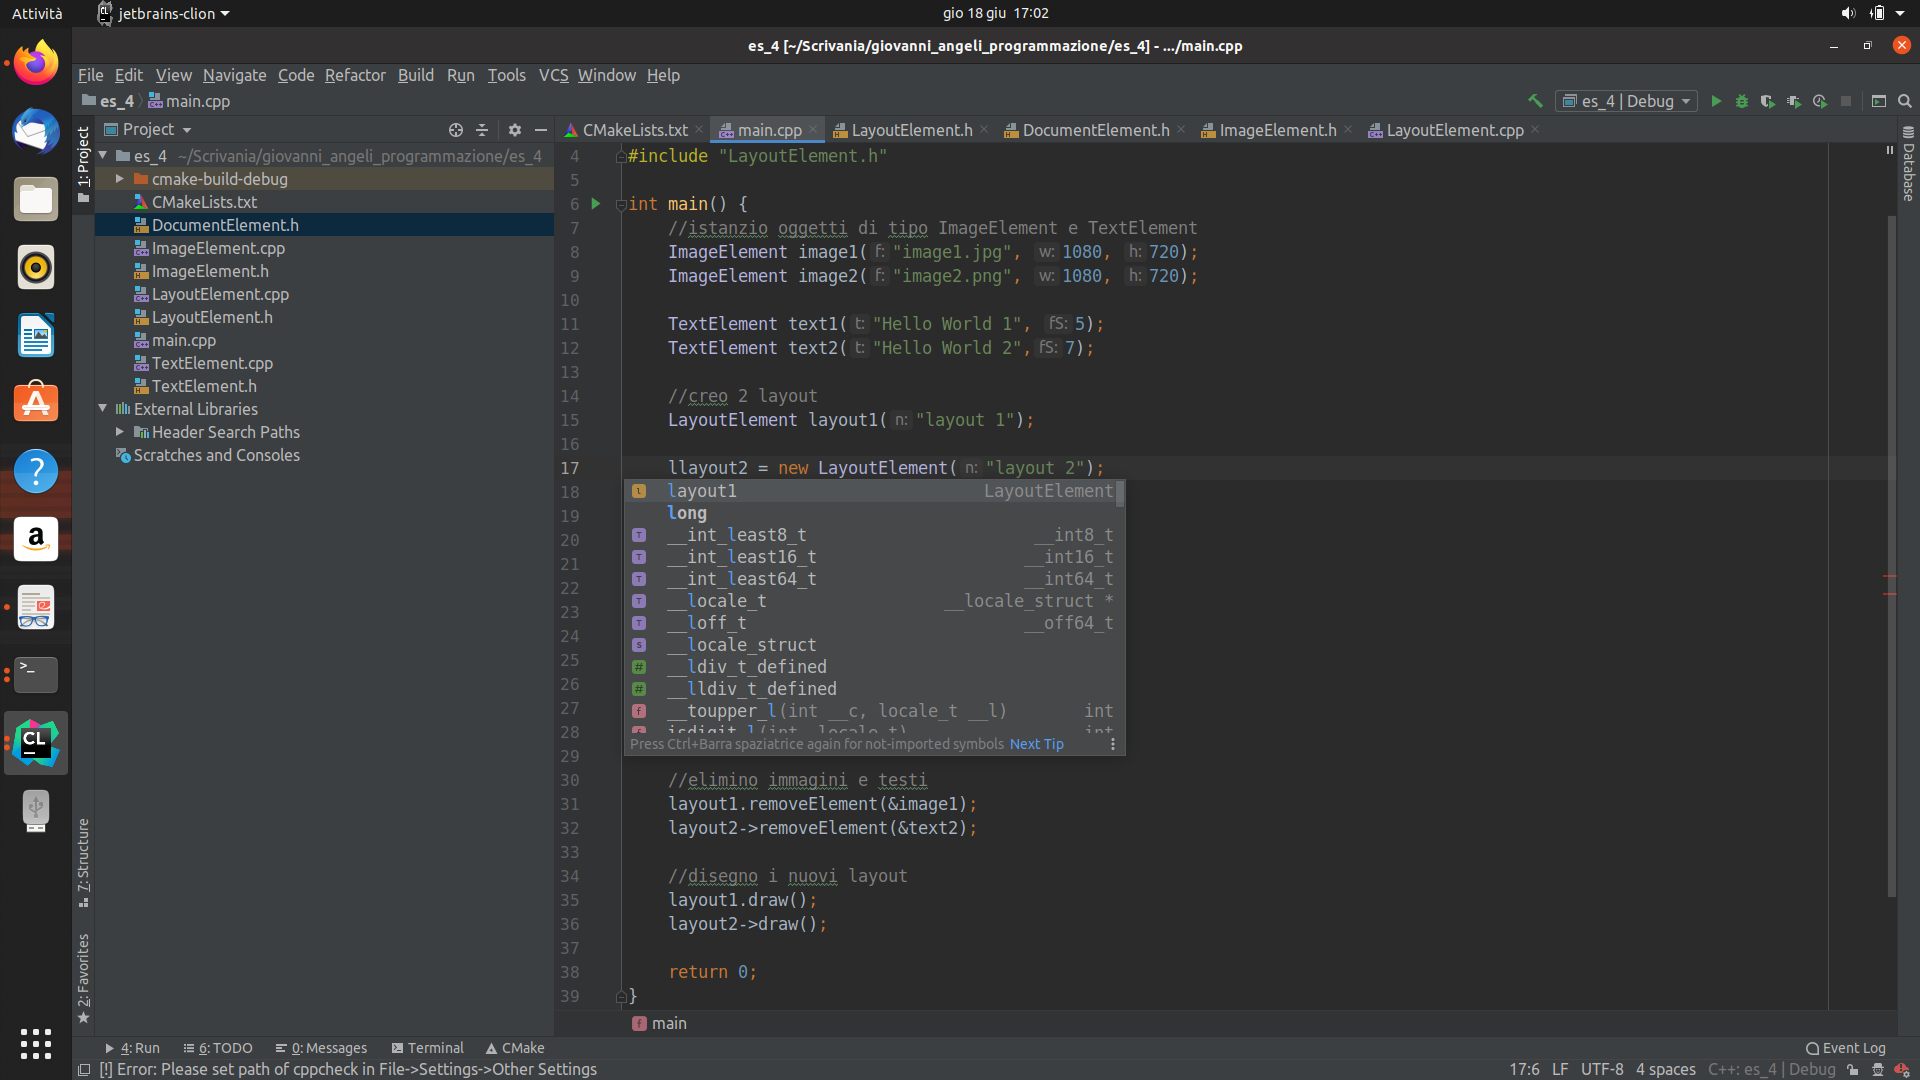 Attività
jetbrains-clion
gio 18 giu 17:02
es_4 [~/Scrivania/giovanni_angeli_programmazione/es_4] - .../main.cpp
File Edit View Navigate Code Refactor Build Run Tools VCS Window Help
es_4 main.cpp
es_4 | Debug
Project
CMakeLists.txt main.cpp LayoutElement.h DocumentElement.h ImageElement.h LayoutElement.cpp
1: Project
Database
es_4 ~/Scrivania/giovanni_angeli_programmazione/es_4
cmake-build-debug
CMakeLists.txt
DocumentElement.h
ImageElement.cpp
ImageElement.h
LayoutElement.cpp
LayoutElement.h
main.cpp
TextElement.cpp
TextElement.h
External Libraries
Header Search Paths
Scratches and Consoles
4 #include "LayoutElement.h"
5
6 int main() {
7 //istanzio oggetti di tipo ImageElement e TextElement
8 ImageElement image1( f: "image1.jpg", w: 1080, h: 720);
9 ImageElement image2( f: "image2.png", w: 1080, h: 720);
10
11 TextElement text1( t: "Hello World 1", fS: 5);
12 TextElement text2( t: "Hello World 2", fS: 7);
13
14 //creo 2 layout
15 LayoutElement layout1( n: "layout 1");
16
17 llayout2 = new LayoutElement( n: "layout 2");
18
19
20
21
22
23
24
25
26
27
28
29
layout1 LayoutElement
long
__int_least8_t __int8_t
__int_least16_t __int16_t
__int_least64_t __int64_t
__locale_t __locale_struct *
__loff_t __off64_t
__locale_struct
__ldiv_t_defined
__lldiv_t_defined
__toupper_l(int __c, locale_t __l) int
isdigit_l(int, locale_t) int
Press Ctrl+Barra spaziatrice again for not-imported symbols Next Tip
30 //elimino immagini e testi
31 layout1.removeElement(&image1);
32 layout2->removeElement(&text2);
33
34 //disegno i nuovi layout
35 layout1.draw();
36 layout2->draw();
37
38 return 0;
39 }
main
7: Structure
2: Favorites
4: Run 6: TODO 0: Messages Terminal CMake
Event Log
[!] Error: Please set path of cppcheck in File->Settings->Other Settings
17:6 LF UTF-8 4 spaces C++: es_4 | Debug